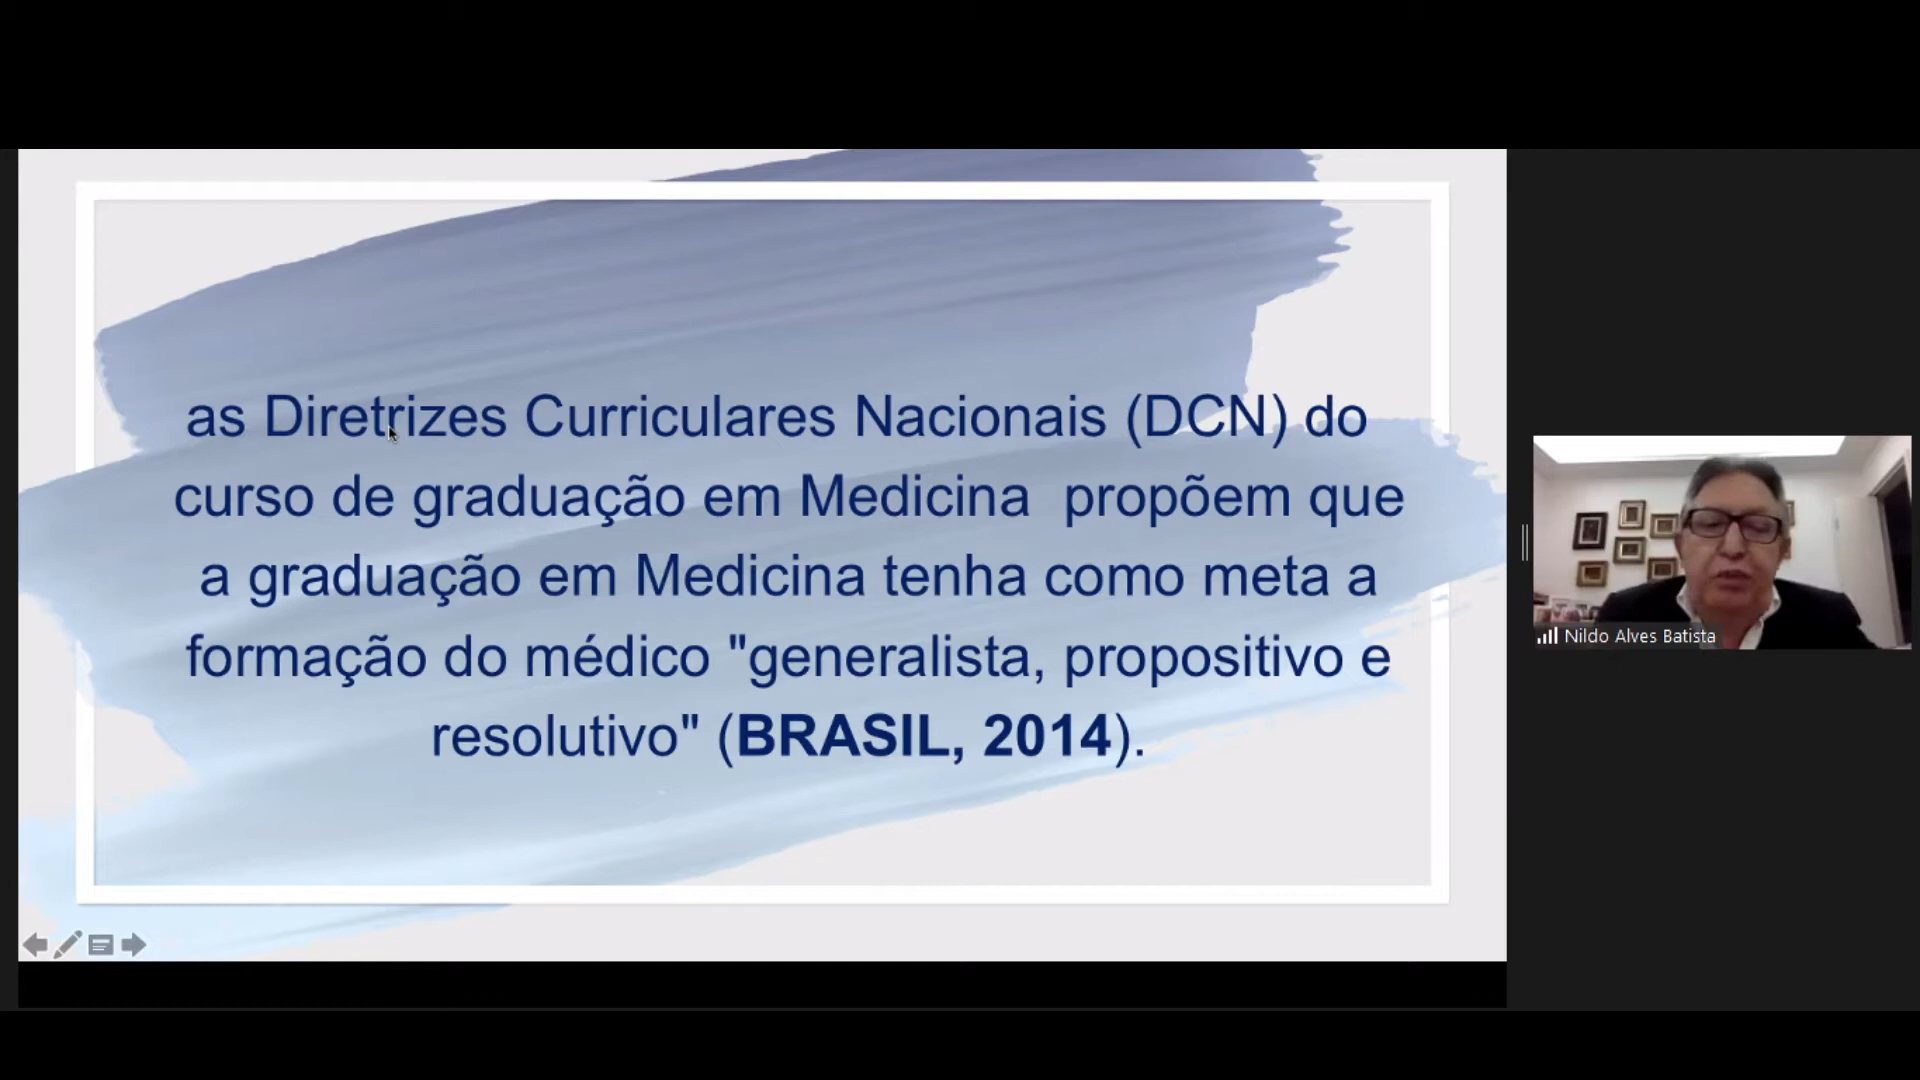 as Diretrizes Curriculares Nacionais (DCN) do
curso de graduação em Medicina propõem que
a graduação em Medicina tenha como meta a
formação do médico "generalista, propositivo e
resolutivo" (BRASIL, 2014).
Nildo Alves Batista